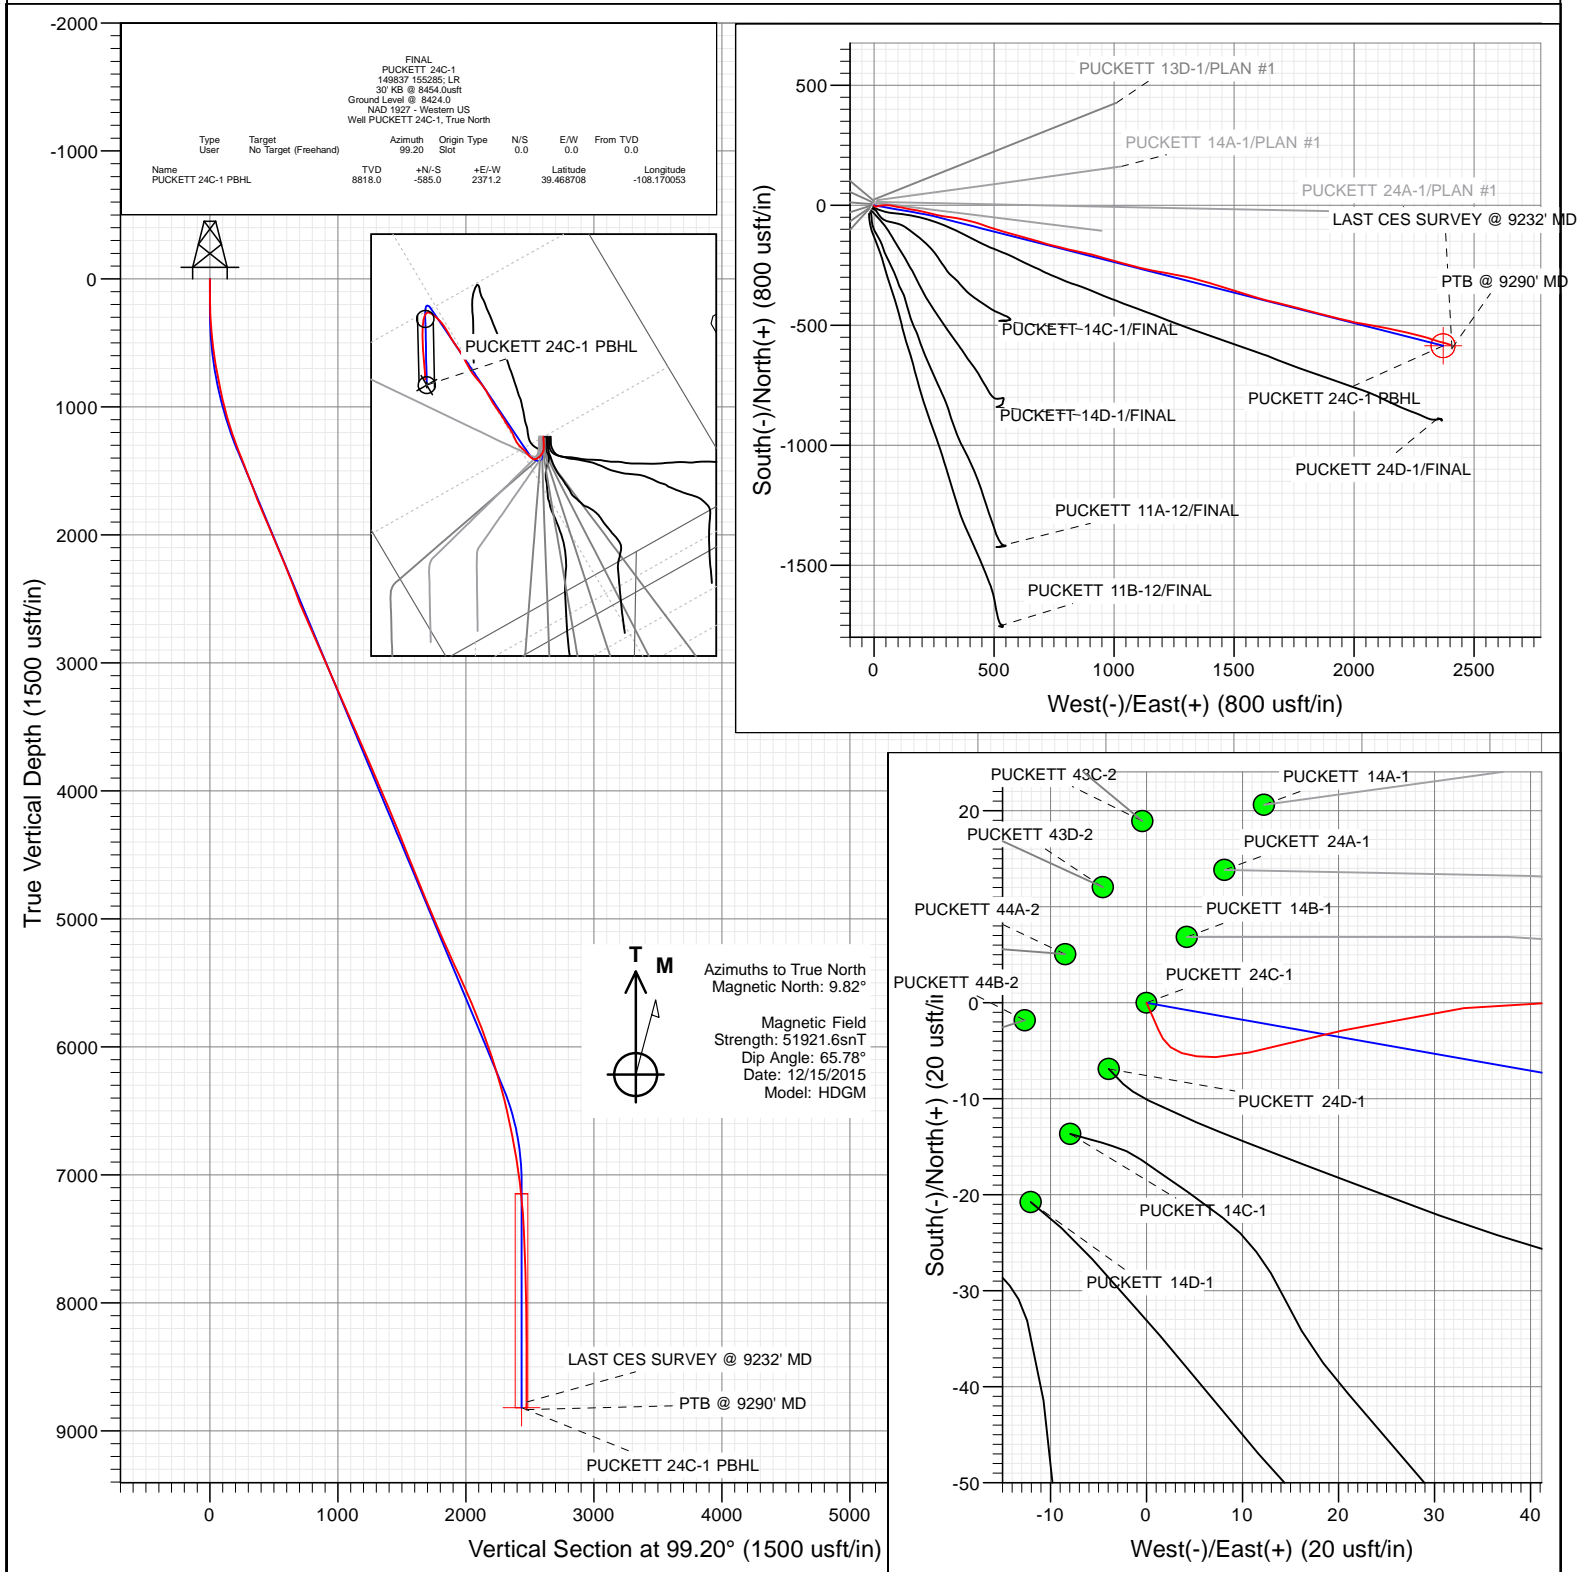 FINAL
PUCKETT 24C-1
149837 155285; LR
30' KB @ 8454.0usft
Ground Level @ 8424.0
NAD 1927 - Western US
Well PUCKETT 24C-1, True North
Type Target Azimuth Origin Type N/S E/W From TVD
User No Target (Freehand) 99.20 Slot 0.0 0.0 0.0
Name TVD +N/-S +E/-W Latitude Longitude
PUCKETT 24C-1 PBHL 8818.0 -585.0 2371.2 39.468708 -108.170053
-2000
-1000
0
1000
2000
3000
4000
5000
6000
7000
8000
9000
True Vertical Depth (1500 usft/in)
0 1000 2000 3000 4000 5000
Vertical Section at 99.20° (1500 usft/in)
PUCKETT 24C-1 PBHL
T
M
Azimuths to True North
Magnetic North: 9.82°
Magnetic Field
Strength: 51921.6snT
Dip Angle: 65.78°
Date: 12/15/2015
Model: HDGM
LAST CES SURVEY @ 9232' MD
PTB @ 9290' MD
PUCKETT 24C-1 PBHL
PUCKETT 13D-1/PLAN #1
PUCKETT 14A-1/PLAN #1
PUCKETT 24A-1/PLAN #1
LAST CES SURVEY @ 9232' MD
PTB @ 9290' MD
PUCKETT 14C-1/FINAL
PUCKETT 24C-1 PBHL
PUCKETT 14D-1/FINAL
PUCKETT 24D-1/FINAL
PUCKETT 11A-12/FINAL
PUCKETT 11B-12/FINAL
500
0
-500
-1000
-1500
South(-)/North(+) (800 usft/in)
0 500 1000 1500 2000 2500
West(-)/East(+) (800 usft/in)
PUCKETT 43C-2
PUCKETT 14A-1
PUCKETT 43D-2
PUCKETT 24A-1
PUCKETT 44A-2
PUCKETT 14B-1
PUCKETT 24C-1
PUCKETT 44B-2
PUCKETT 24D-1
PUCKETT 14C-1
PUCKETT 14D-1
20
0
-10
-20
-30
-40
-50
South(-)/North(+) (20 usft/in
-10 0 10 20 30 40
West(-)/East(+) (20 usft/in)